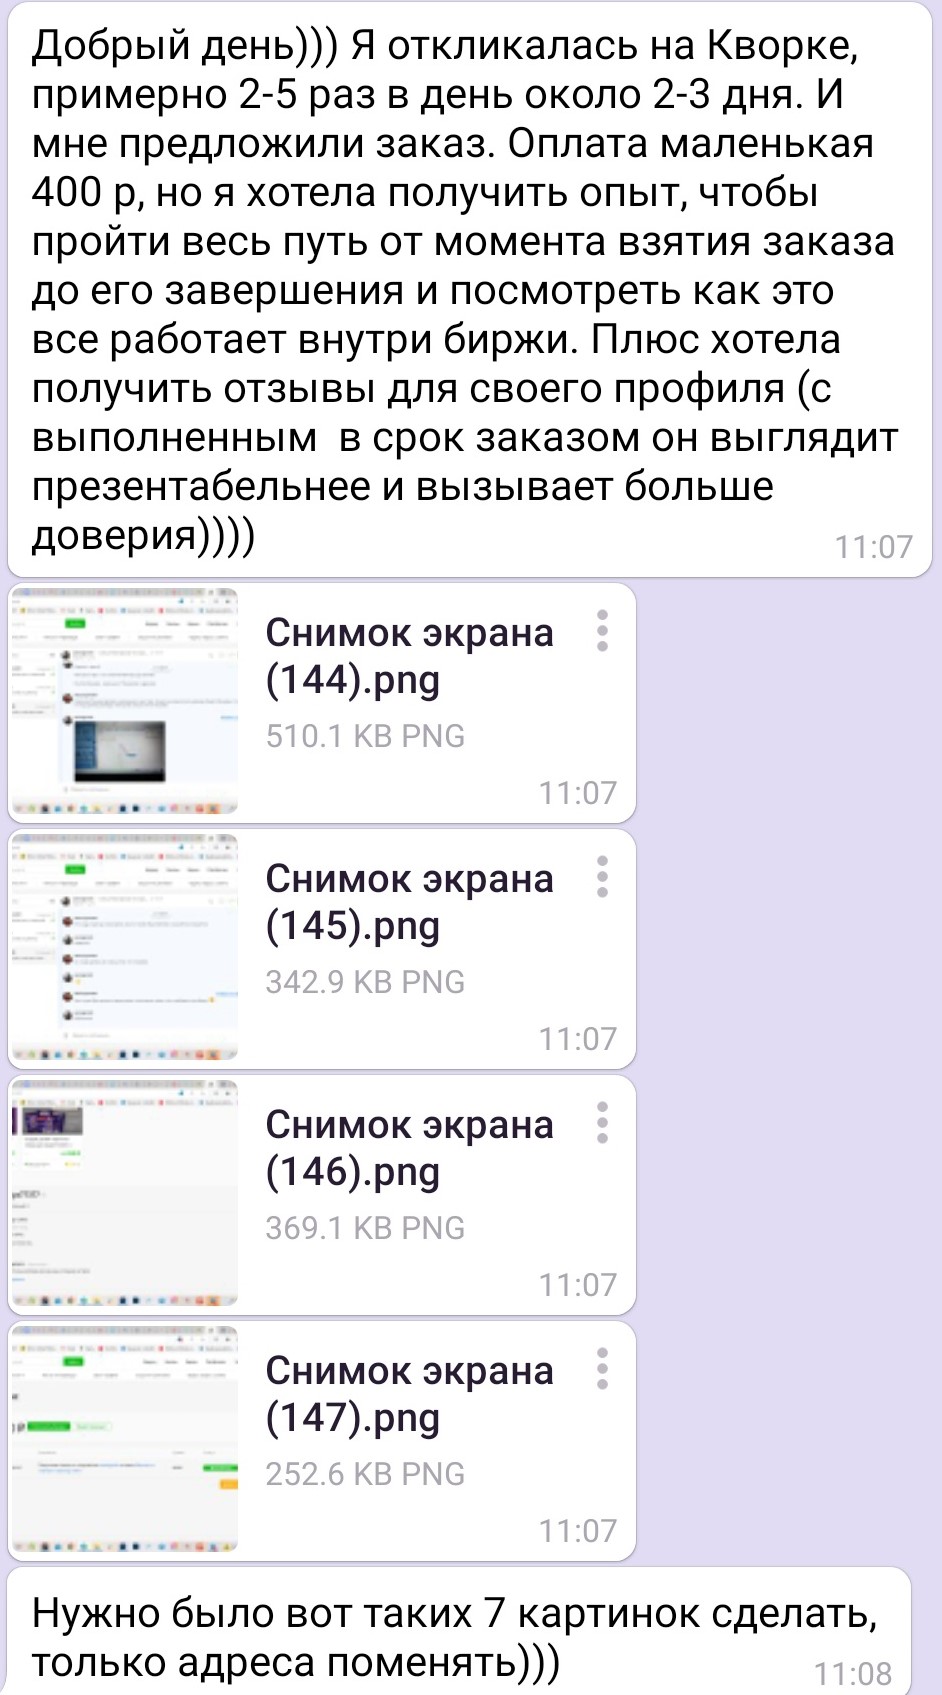 Добрый день))) Я откликалась на Кворке,
примерно 2-5 раз в день около 2-3 дня. И
мне предложили заказ. Оплата маленькая
400 р, но я хотела получить опыт, чтобы
пройти весь путь от момента взятия заказа
до его завершения и посмотреть как это
все работает внутри биржи. Плюс хотела
получить отзывы для своего профиля (с
выполненным  в срок заказом он выглядит
презентабельнее и вызывает больше
доверия))))
11:07
Снимок экрана
(144).png
510.1 KB PNG
11:07
Снимок экрана
(145).png
342.9 KB PNG
11:07
Снимок экрана
(146).png
369.1 KB PNG
11:07
Снимок экрана
(147).png
252.6 KB PNG
11:07
Нужно было вот таких 7 картинок сделать,
только адреса поменять)))
11:08